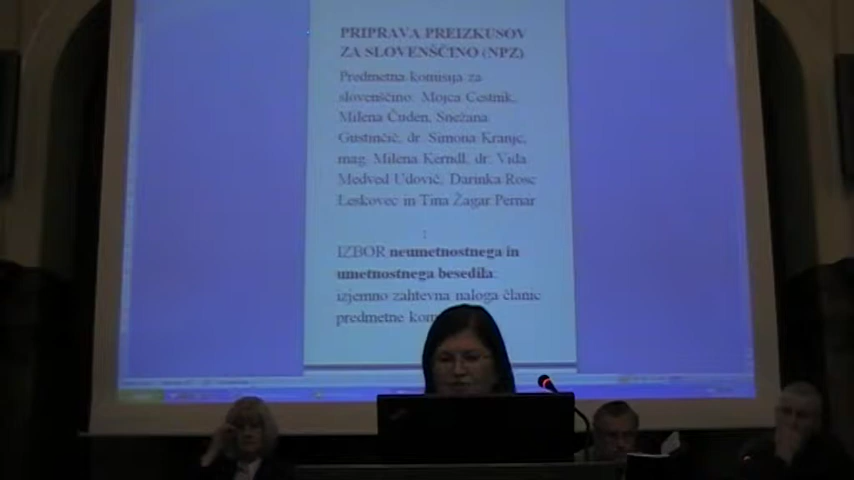 PRIPRAVA PREIZKUSOV
ZA SLOVENŠČINO (NPZ)
Predmetna komisija za
slovenščino: Mojca Cestnik,
Milena Čuden, Snežana
Gustinčič, dr. Simona Kranjc,
mag. Milena Kerndl, dr. Vida
Medved Udovič, Darinka Rosc
Leskovec in Tina Žagar Pernar
:
IZBOR neumetnostnega in
umetnostnega besedila:
izjemno zahtevna naloga članic
predmetne